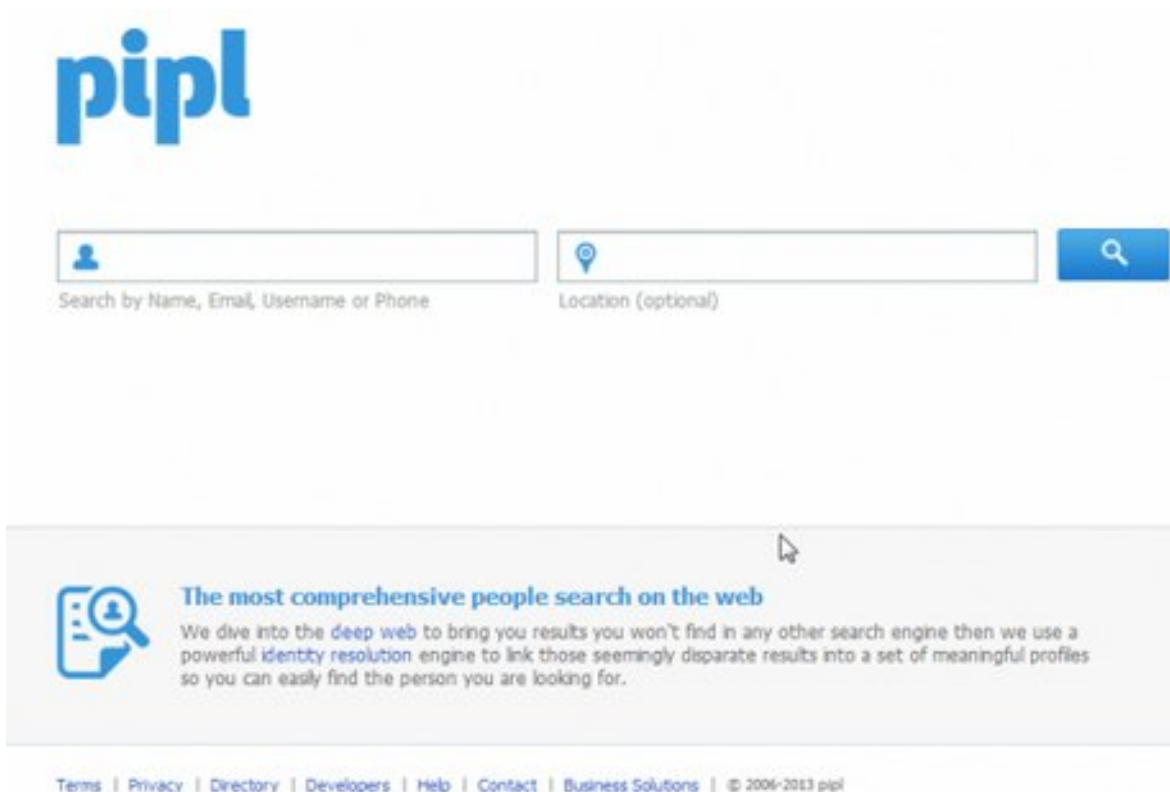 pipl
Search by Name, Email, Username or Phone
Location (optional)
The most comprehensive people search on the web
We dive into the deep web to bring you results you won't find in any other search engine then we use a
powerful identity resolution engine to link those seemingly disparate results into a set of meaningful profiles
so you can easily find the person you are looking for.
Terms | Privacy | Directory | Developers | Help | Contact | Business Solutions | © 2006-2013 pipl